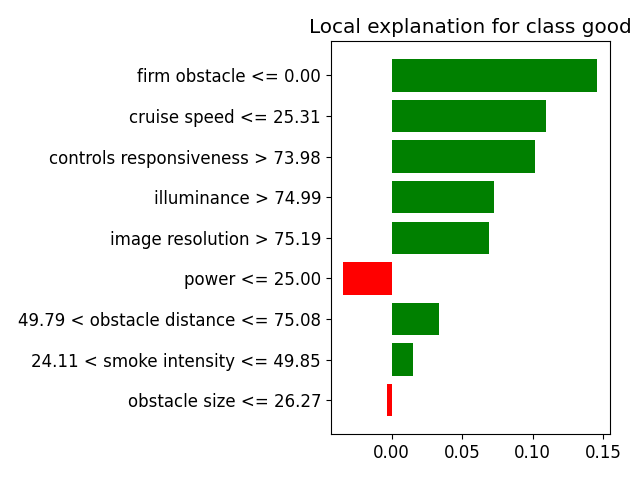 Local explanation for class good
firm obstacle <= 0.00
cruise speed <= 25.31
controls responsiveness > 73.98
illuminance > 74.99
image resolution > 75.19
power <= 25.00
49.79 < obstacle distance <= 75.08
24.11 < smoke intensity <= 49.85
obstacle size <= 26.27
0.00 0.05 0.10 0.15